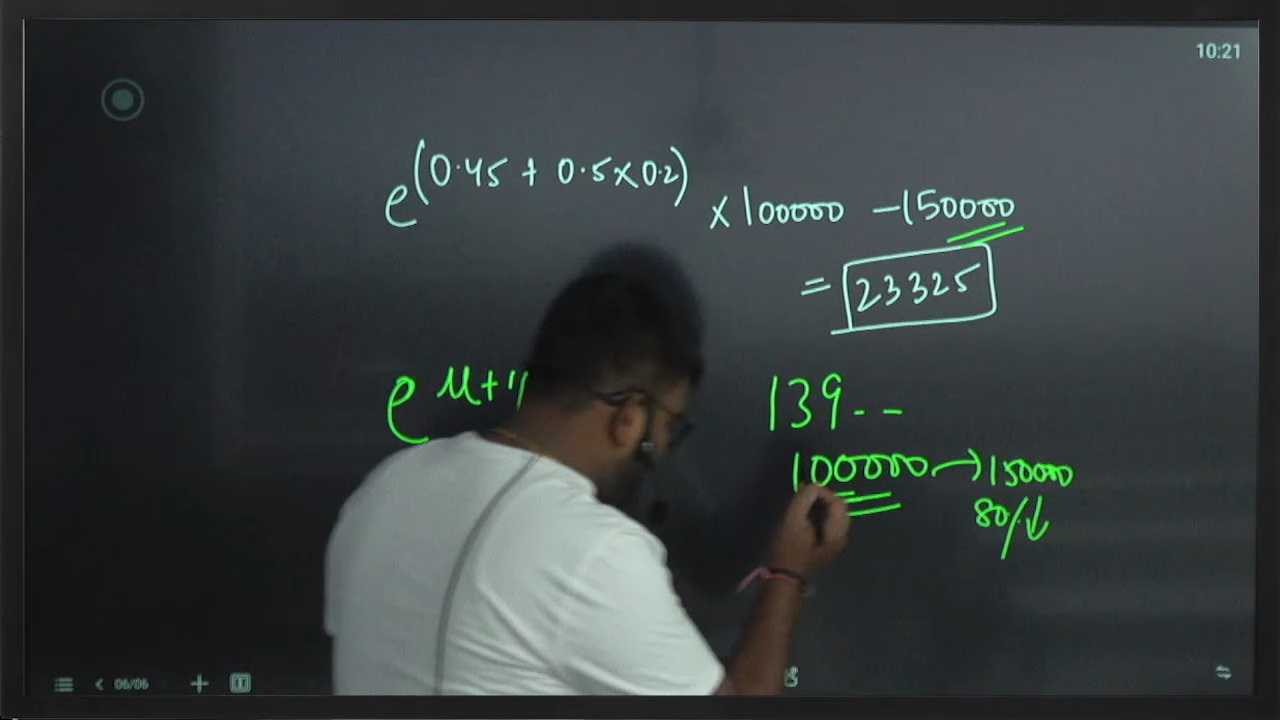 10:21
e^(0.45 + 0.5×0.2) ×100000 -150000
= 23325
e^μ+
139--
100000 → 150000
80% ↓
06/06